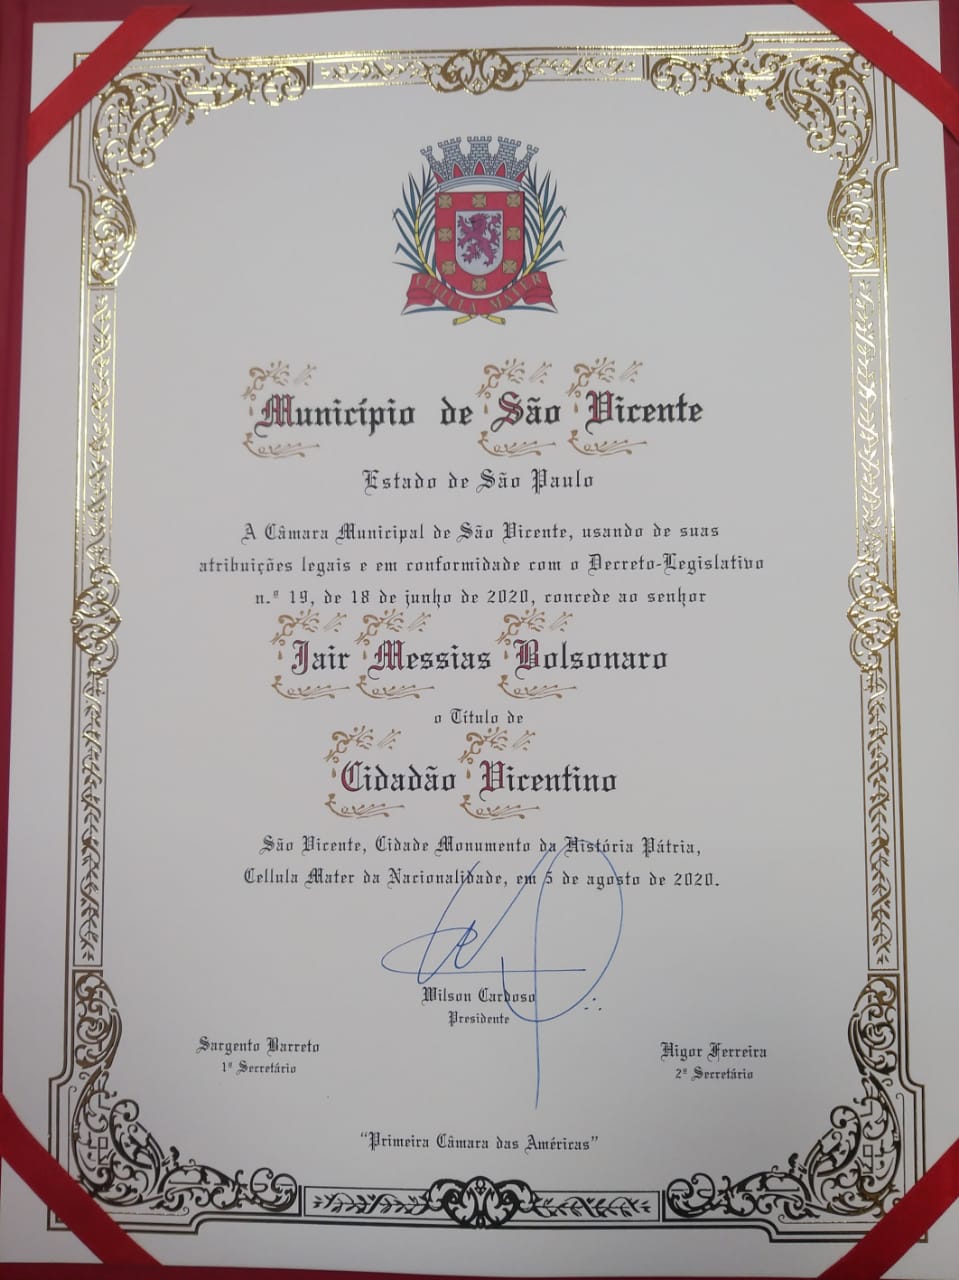 CELLULA MATER
Município de São Vicente
Estado de São Paulo
A Câmara Municipal de São Vicente, usando de suas
atribuições legais e em conformidade com o Decreto-Legislativo
n.º 19, de 18 de junho de 2020, concede ao senhor
Jair Messias Bolsonaro
o Título de
Cidadão Vicentino
São Vicente, Cidade Monumento da História Pátria,
Cellula Mater da Nacionalidade, em 5 de agosto de 2020.
Wilson Cardoso
Presidente
Sargento Barreto
1º Secretário
Higor Ferreira
2º Secretário
"Primeira Câmara das Américas"